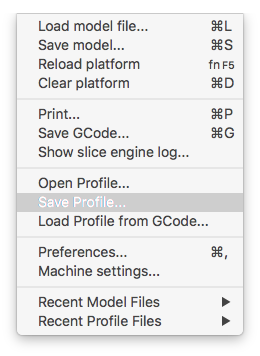 Load model file... ⌘L
Save model... ⌘S
Reload platform fn F5
Clear platform ⌘D
Print... ⌘P
Save GCode... ⌘G
Show slice engine log...
Open Profile...
Save Profile...
Load Profile from GCode...
Preferences... ⌘,
Machine settings...
Recent Model Files ▶
Recent Profile Files ▶